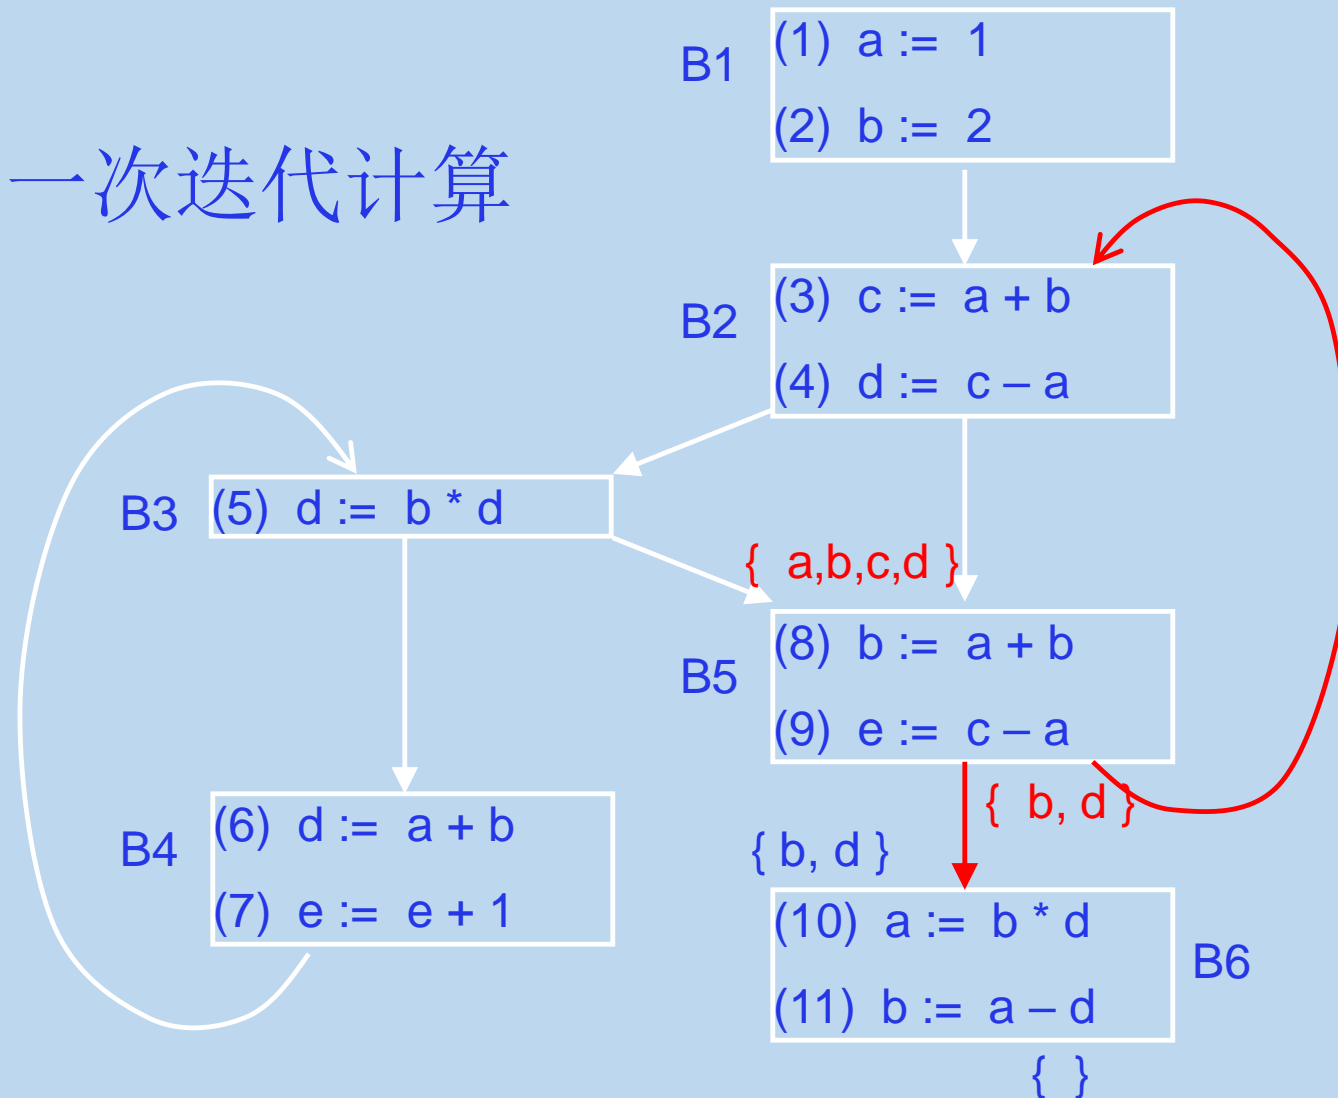 B1
(1) a := 1
(2) b := 2
一次迭代计算
B2
(3) c := a + b
(4) d := c – a
B3
(5) d := b * d
{ a,b,c,d }
B5
(8) b := a + b
(9) e := c – a
{ b, d }
B4
(6) d := a + b
(7) e := e + 1
{ b, d }
(10) a := b * d
(11) b := a – d
B6
{ }